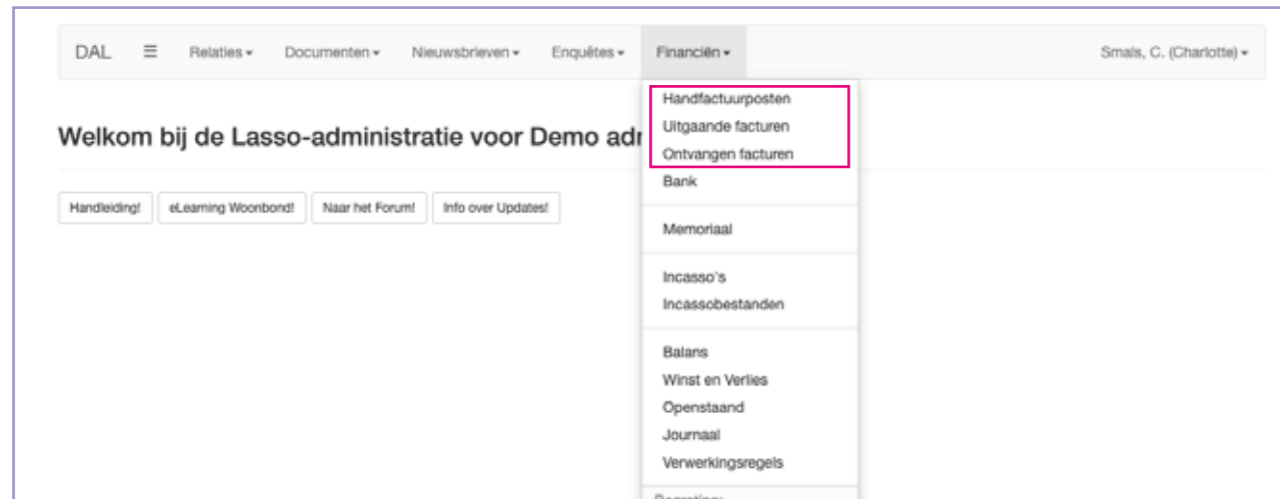 DAL ☰ Relaties Documenten Nieuwsbrieven Enquêtes Financiën Smals, C. (Charlotte)
Handfactuurposten
Uitgaande facturen
Ontvangen facturen
Bank
Memoriaal
Incasso's
Incassobestanden
Balans
Winst en Verlies
Openstaand
Journaal
Verwerkingsregels
Welkom bij de Lasso-administratie voor Demo adm
Handleiding! eLearning Woonbond! Naar het Forum! Info over Updates!